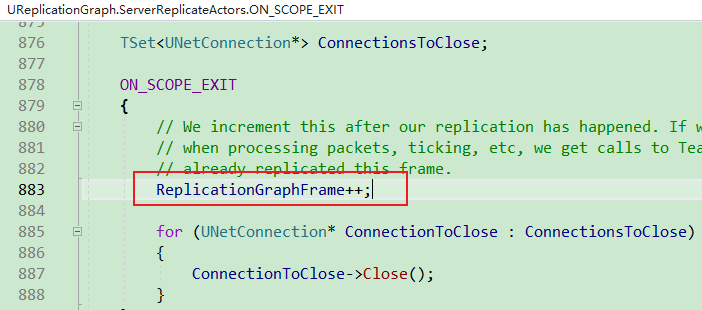 UReplicationGraph.ServerReplicateActors.ON_SCOPE_EXIT
875
876 TSet<UNetConnection*> ConnectionsToClose;
877
878 ON_SCOPE_EXIT
879 {
880 // We increment this after our replication has happened. If w
881 // when processing packets, ticking, etc, we get calls to Tea
882 // already replicated this frame.
883 ReplicationGraphFrame++;
884
885 for (UNetConnection* ConnectionToClose : ConnectionsToClose)
886 {
887 ConnectionToClose->Close();
888 }